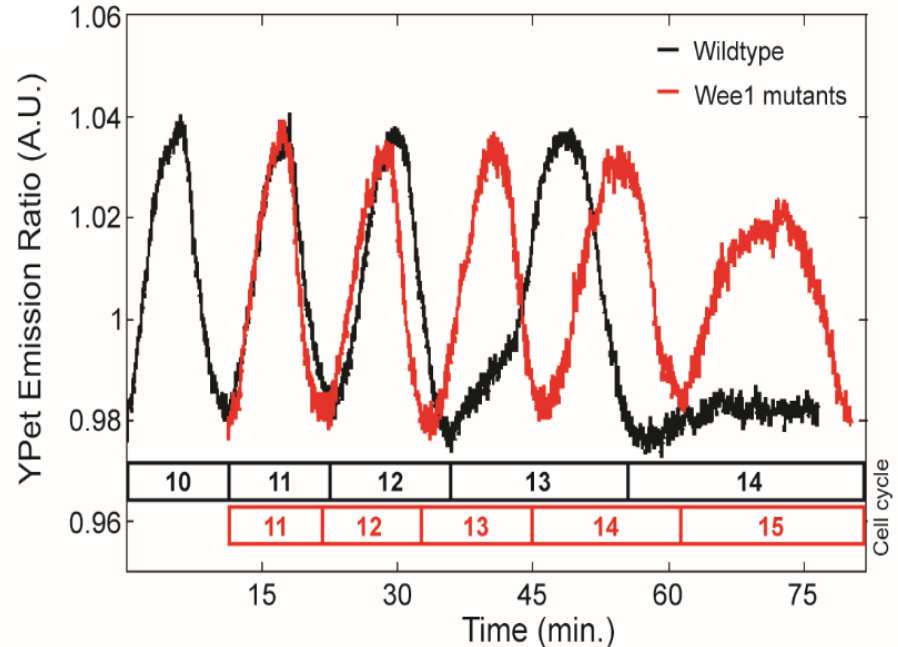 YPet Emission Ratio (A.U.)
1.06
1.04
1.02
1
0.98
0.96
Wildtype
Wee1 mutants
10 11 12 13 14
11 12 13 14 15
Cell cycle
15 30 45 60 75
Time (min.)